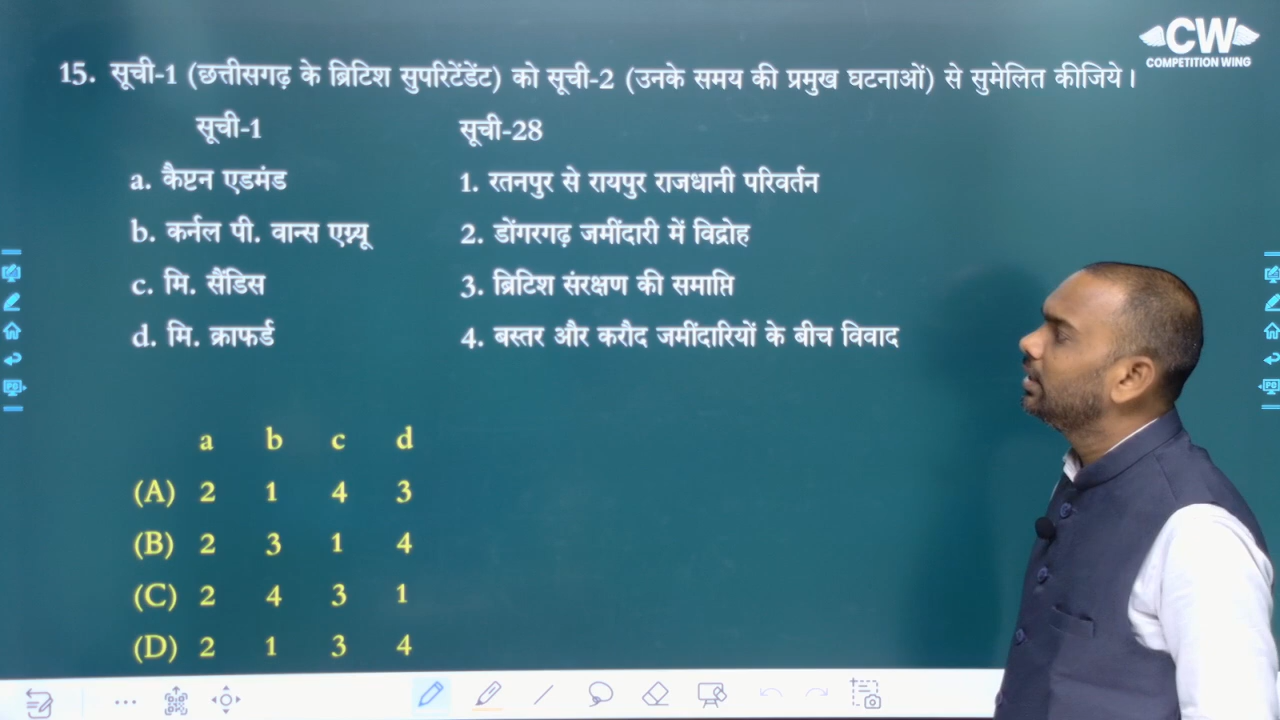 CW
COMPETITION WING
15. सूची-1 (छत्तीसगढ़ के ब्रिटिश सुपरिटेंडेंट) को सूची-2 (उनके समय की प्रमुख घटनाओं) से सुमेलित कीजिये।
सूची-1 सूची-28
a. कैप्टन एडमंड 1. रतनपुर से रायपुर राजधानी परिवर्तन
b. कर्नल पी. वान्स एग्न्यू 2. डोंगरगढ़ जमींदारी में विद्रोह
c. मि. सैंडिस 3. ब्रिटिश संरक्षण की समाप्ति
d. मि. क्राफर्ड 4. बस्तर और करौद जमींदारियों के बीच विवाद
a b c d
(A) 2 1 4 3
(B) 2 3 1 4
(C) 2 4 3 1
(D) 2 1 3 4